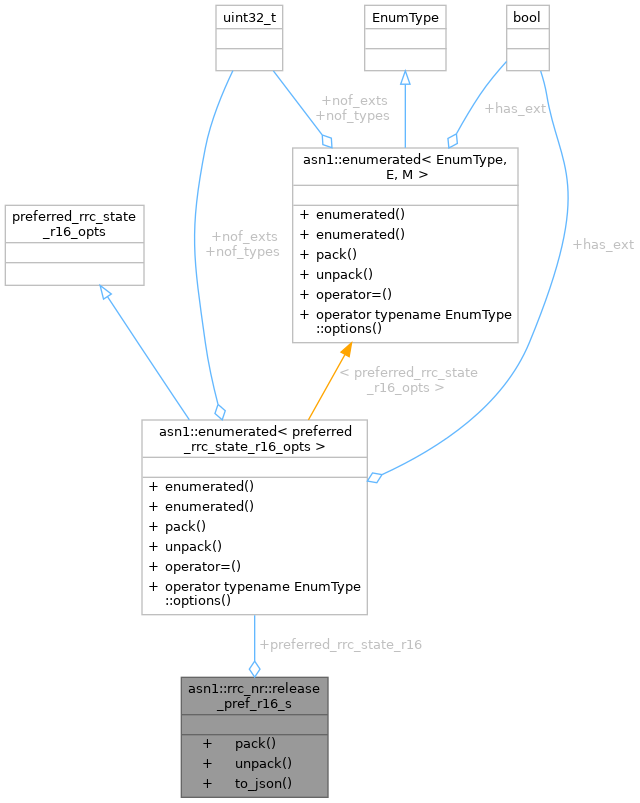 uint32_t
EnumType
bool
+nof_exts
+nof_types
+has_ext
asn1::enumerated< EnumType,
E, M >
+ enumerated()
+ enumerated()
+ pack()
+ unpack()
+ operator=()
+ operator typename EnumType
::options()
preferred_rrc_state
_r16_opts
+nof_exts
+nof_types
+has_ext
< preferred_rrc_state
_r16_opts >
asn1::enumerated< preferred
_rrc_state_r16_opts >
+ enumerated()
+ enumerated()
+ pack()
+ unpack()
+ operator=()
+ operator typename EnumType
::options()
+preferred_rrc_state_r16
asn1::rrc_nr::release
_pref_r16_s
+ pack()
+ unpack()
+ to_json()